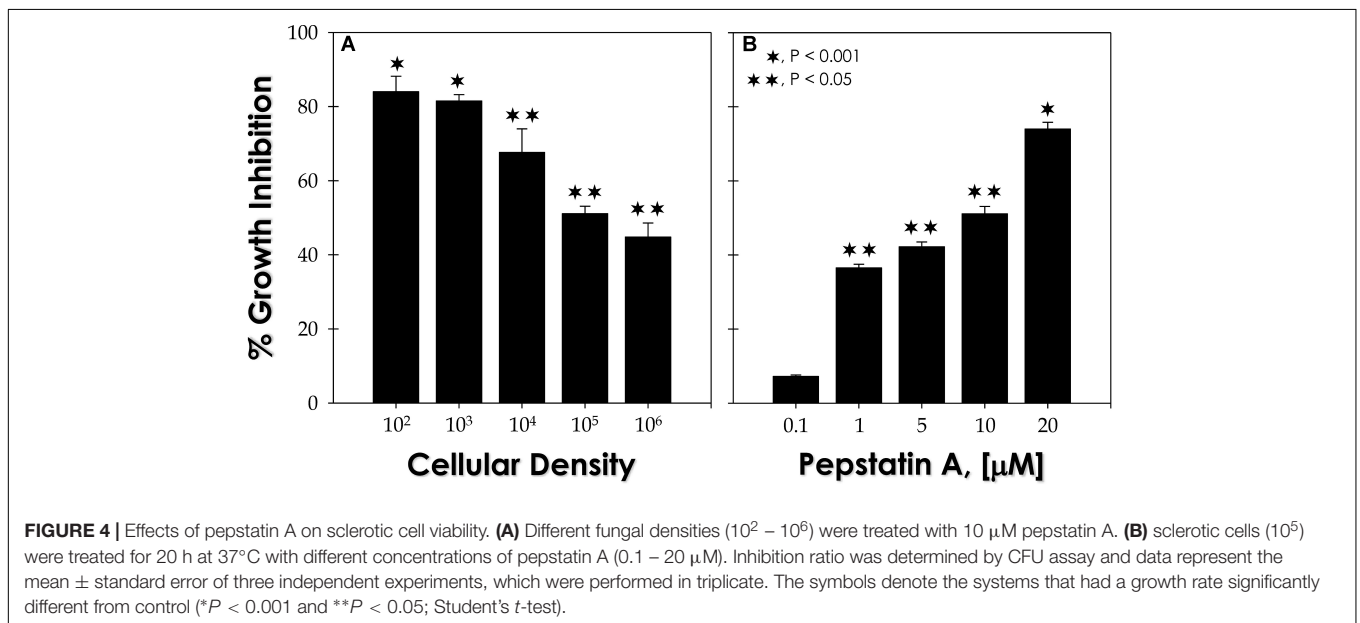 % Growth Inhibition
100
80
60
40
20
0
A
★
★
★★
★★
★★
10²
10³
10⁴
10⁵
10⁶
Cellular Density
B
★, P < 0.001
★★, P < 0.05
★★
★★
★★
★
0.1
1
5
10
20
Pepstatin A, [μM]
FIGURE 4 | Effects of pepstatin A on sclerotic cell viability. (A) Different fungal densities (10² – 10⁶) were treated with 10 μM pepstatin A. (B) sclerotic cells (10⁵)
were treated for 20 h at 37°C with different concentrations of pepstatin A (0.1 – 20 μM). Inhibition ratio was determined by CFU assay and data represent the
mean ± standard error of three independent experiments, which were performed in triplicate. The symbols denote the systems that had a growth rate significantly
different from control (*P < 0.001 and **P < 0.05; Student's t-test).